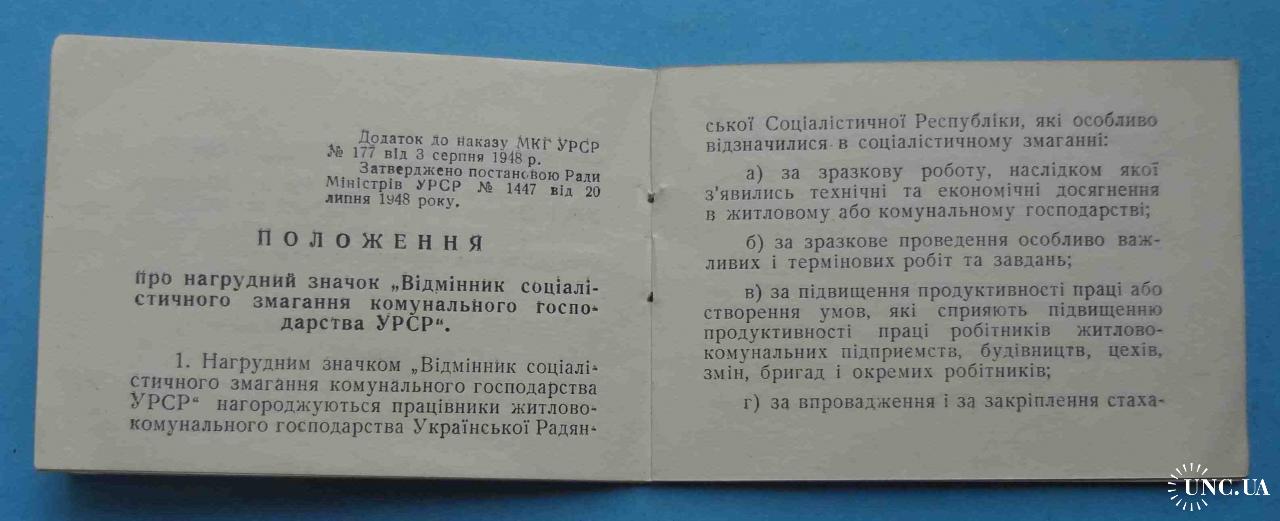 Додаток до наказу МКГ УРСР
№ 177 від 3 серпня 1948 р.
Затверджено постановою Ради
Міністрів УРСР № 1447 від 20
липня 1948 року.
ПОЛОЖЕННЯ
про нагрудний значок „Відмінник соціалі-
стичного змагання комунального госпо-
дарства УРСР“.
1. Нагрудним значком „Відмінник соціалі-
стичного змагання комунального господарства
УРСР“ нагороджуються працівники житлово-
комунального господарства Української Радян-
ської Соціалістичної Республіки, які особливо
відзначилися в соціалістичному змаганні:
а) за зразкову роботу, наслідком якої
з'явились технічні та економічні досягнення
в житловому або комунальному господарстві;
б) за зразкове проведення особливо важ-
ливих і термінових робіт та завдань;
в) за підвищення продуктивності праці або
створення умов, які сприяють підвищенню
продуктивності праці робітників житлово-
комунальних підприємств, будівництв, цехів,
змін, бригад і окремих робітників;
г) за впровадження і за закріплення стаха-
UNC.UA